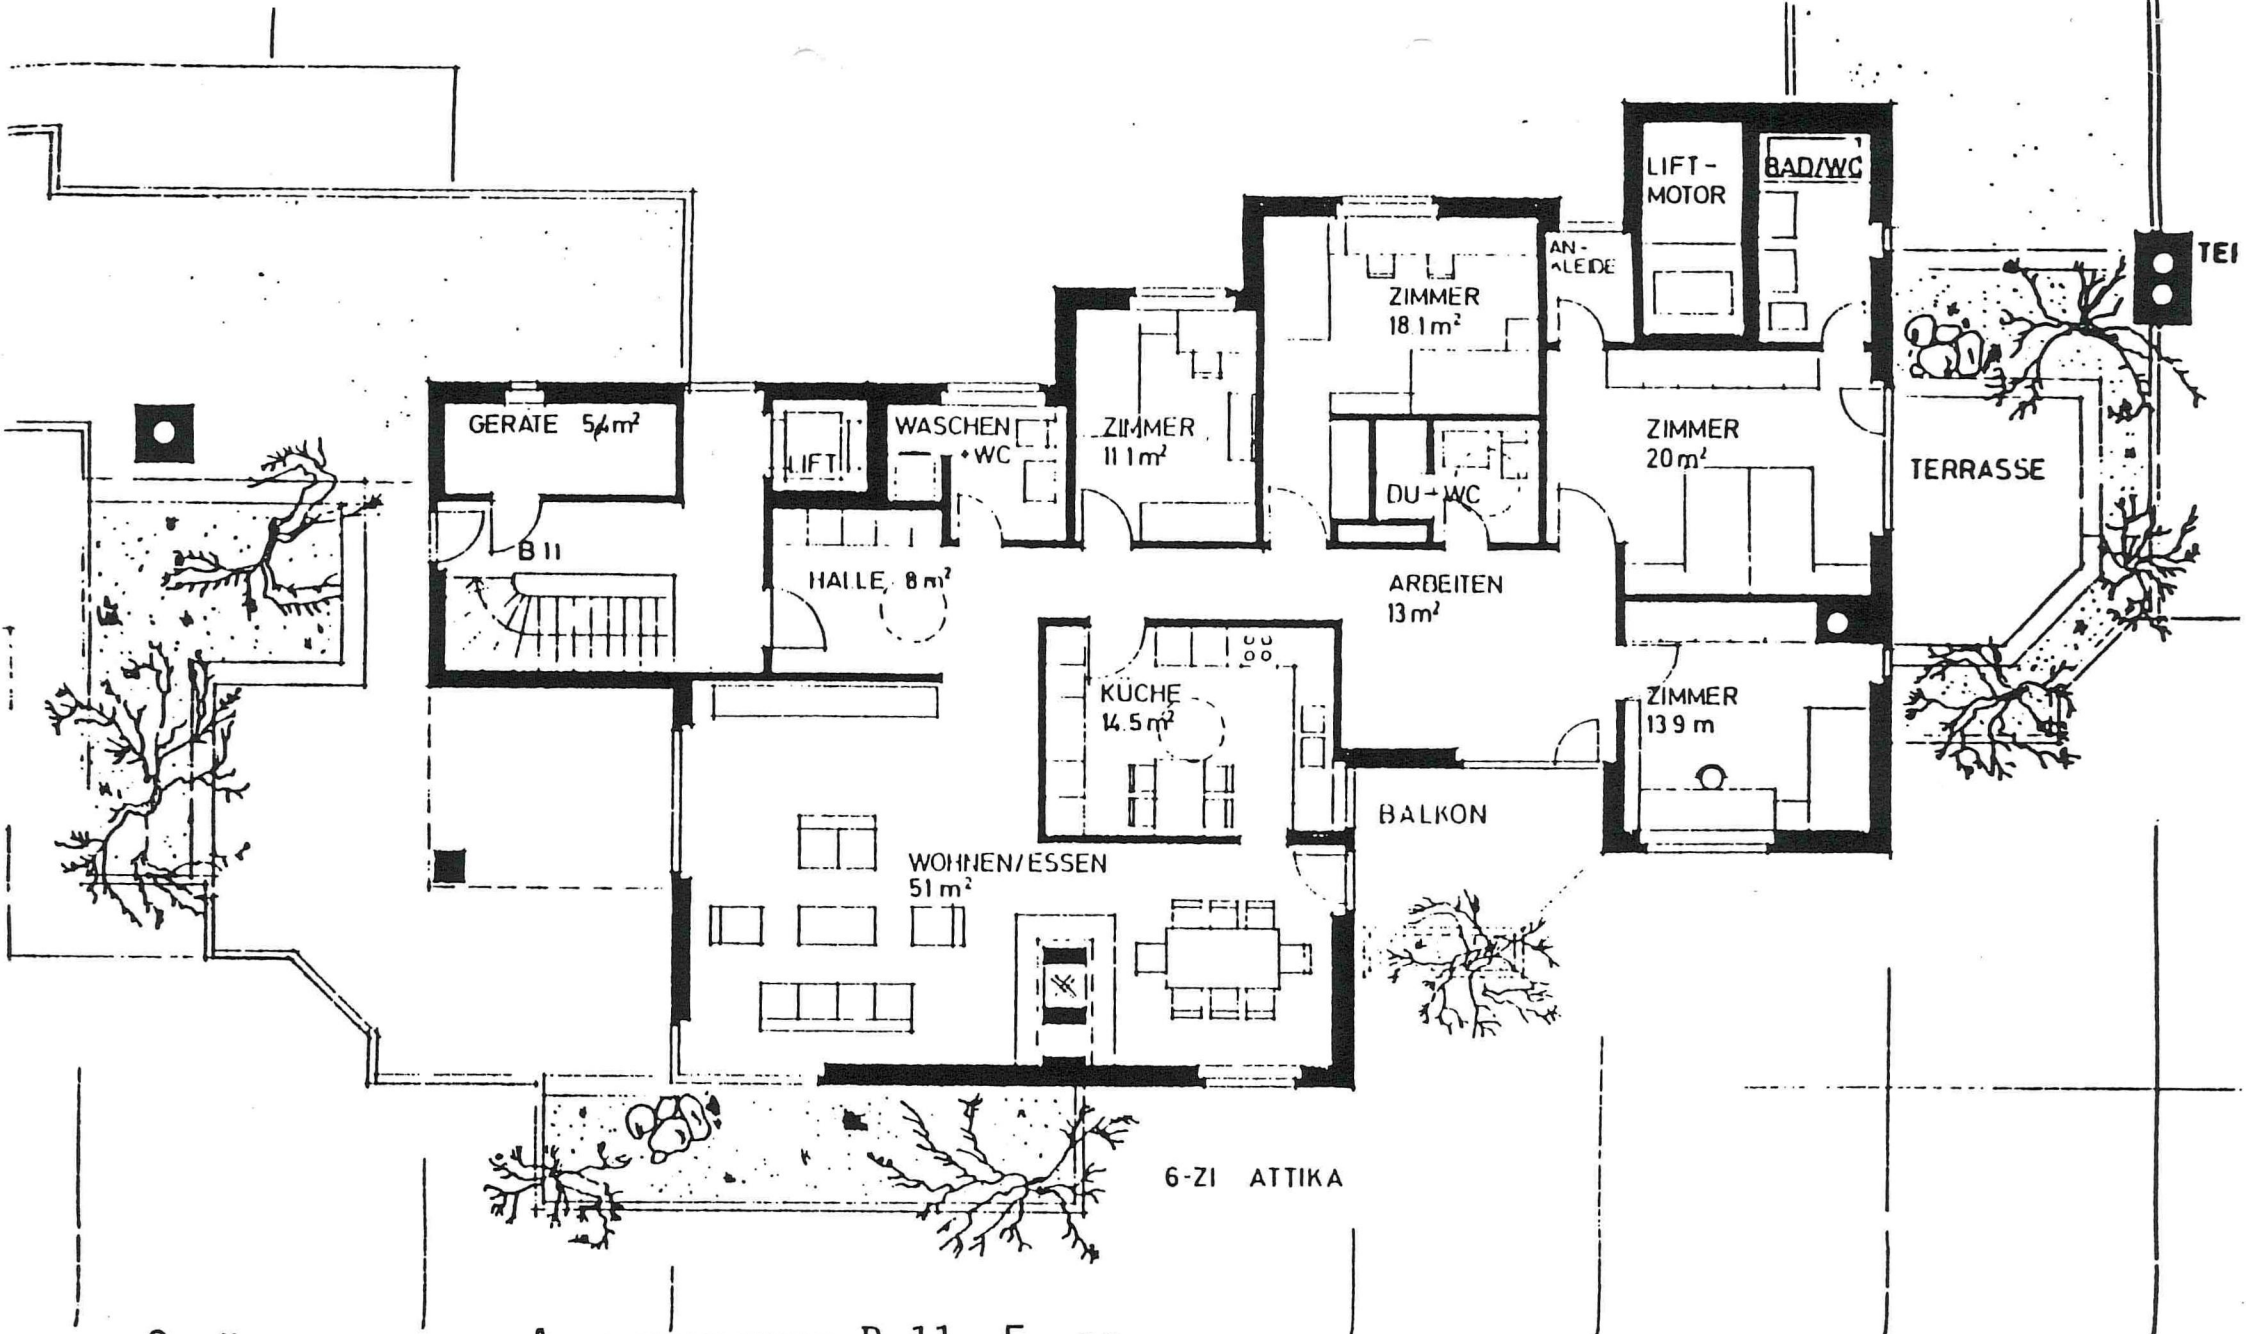 LIFT-
MOTOR
BAD/WC
AN-
KLEIDE
TEI
ZIMMER
18.1 m²
GERÄTE 5,4 m²
LIFT
WASCHEN
+WC
ZIMMER
11.1 m²
ZIMMER
20 m²
TERRASSE
DU-WC
B 11
HALLE 8 m²
ARBEITEN
13 m²
KÜCHE
14.5 m²
ZIMMER
13.9 m
BALKON
WOHNEN/ESSEN
51 m²
6-ZI ATTIKA